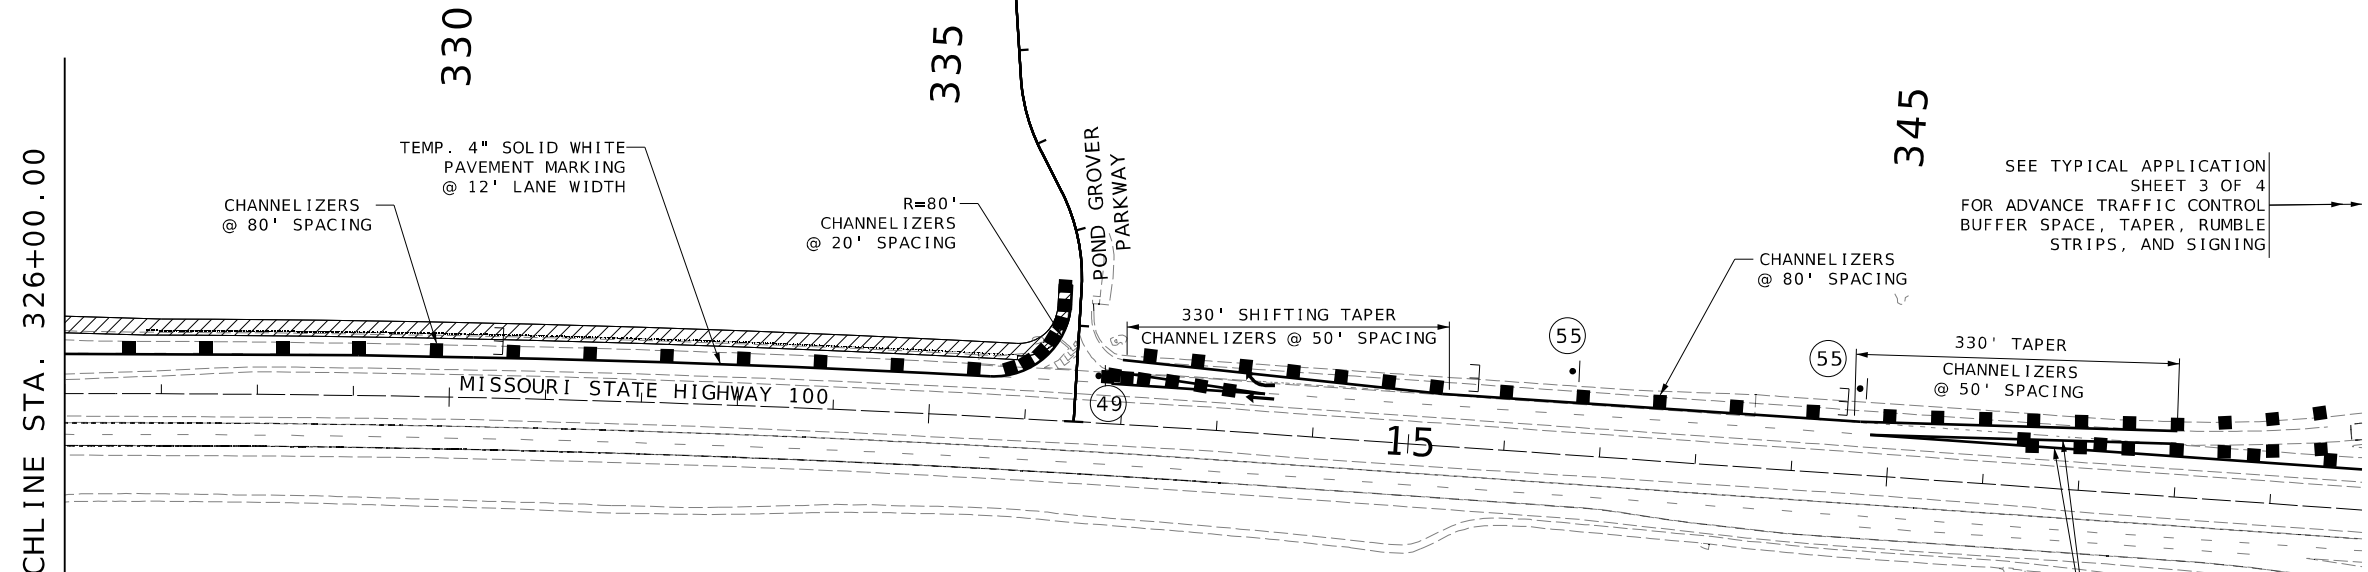 CHLINE STA. 326+00.00
330
335
345
TEMP. 4" SOLID WHITE
PAVEMENT MARKING
@ 12' LANE WIDTH
CHANNELIZERS
@ 80' SPACING
R=80'
CHANNELIZERS
@ 20' SPACING
POND GROVER
PARKWAY
330' SHIFTING TAPER
CHANNELIZERS @ 50' SPACING
55
CHANNELIZERS
@ 80' SPACING
SEE TYPICAL APPLICATION
SHEET 3 OF 4
FOR ADVANCE TRAFFIC CONTROL
BUFFER SPACE, TAPER, RUMBLE
STRIPS, AND SIGNING
55
330' TAPER
CHANNELIZERS
@ 50' SPACING
MISSOURI STATE HIGHWAY 100
49
15